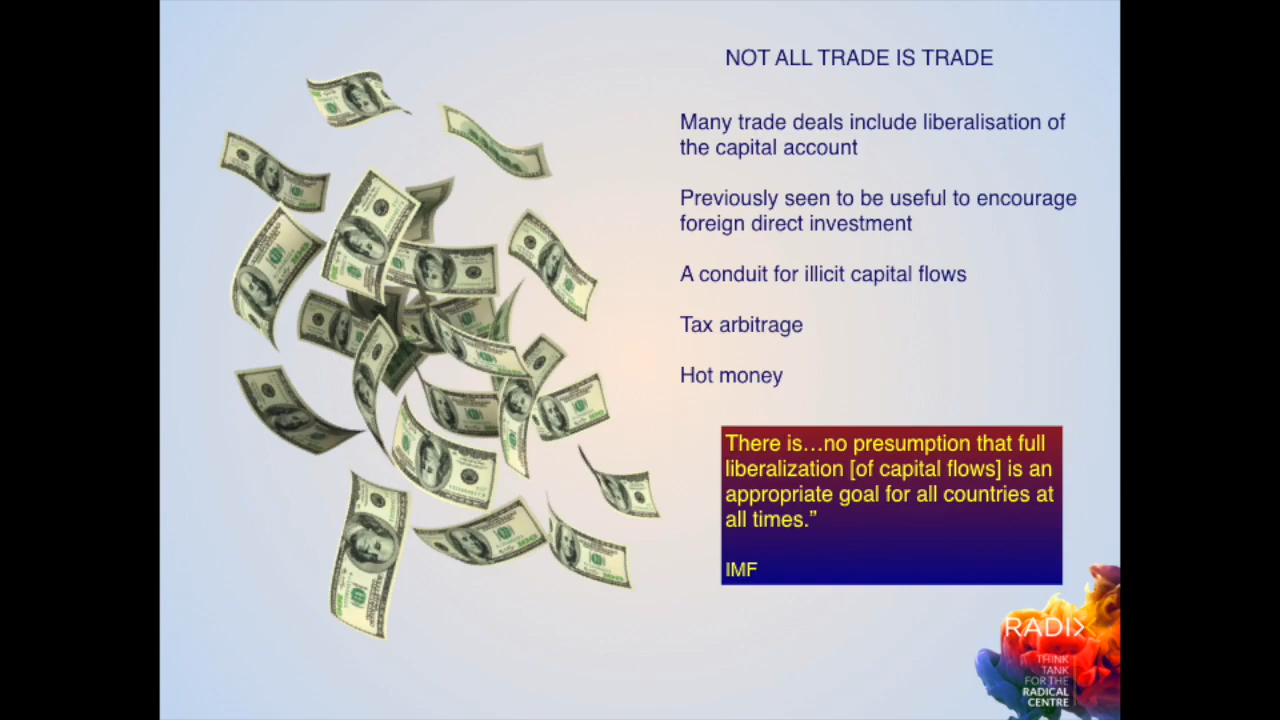 NOT ALL TRADE IS TRADE
Many trade deals include liberalisation of
the capital account
Previously seen to be useful to encourage
foreign direct investment
A conduit for illicit capital flows
Tax arbitrage
Hot money
There is…no presumption that full
liberalization [of capital flows] is an
appropriate goal for all countries at
all times.”
IMF
RADIX
THINK
TANK
FOR THE
RADICAL
CENTRE